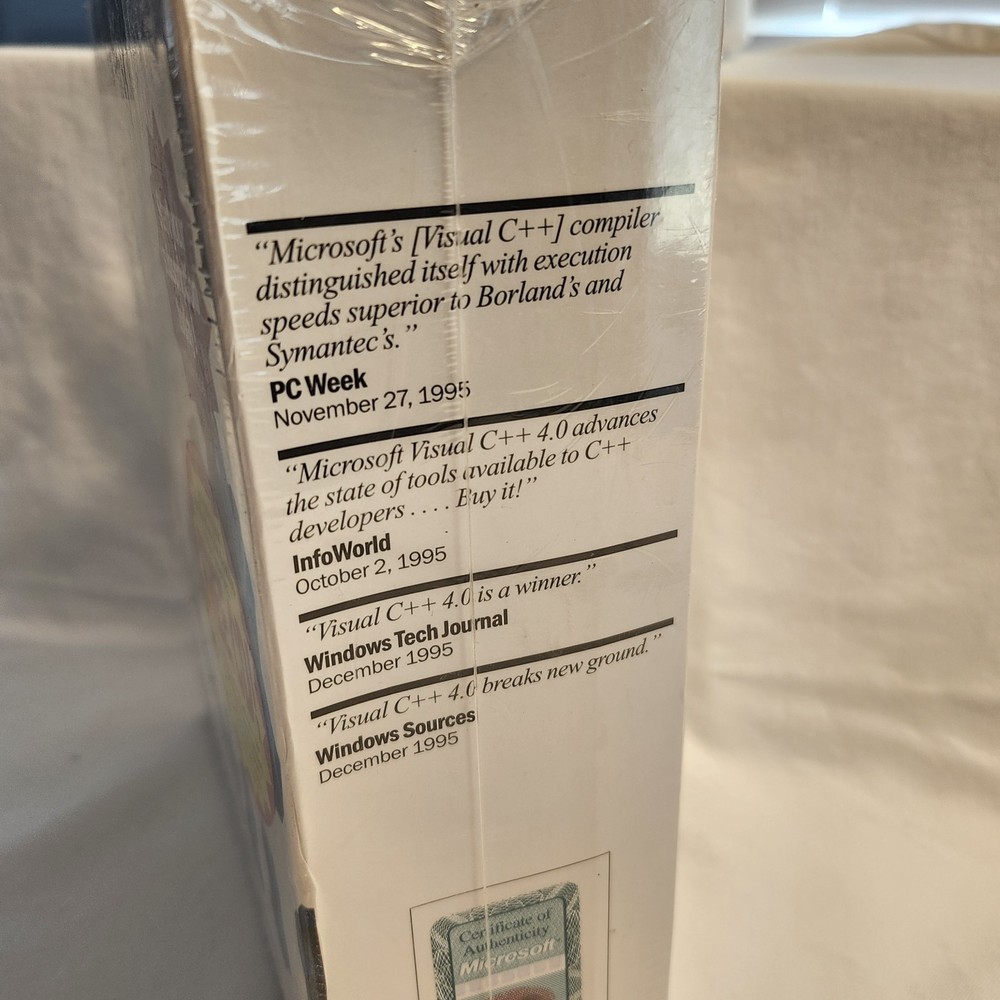 “Microsoft’s [Visual C++] compiler
distinguished itself with execution
speeds superior to Borland’s and
Symantec’s.”
PC Week
November 27, 1995
“Microsoft Visual C++ 4.0 advances
the state of tools available to C++
developers . . . . Buy it!”
InfoWorld
October 2, 1995
“Visual C++ 4.0 is a winner.”
Windows Tech Journal
December 1995
“Visual C++ 4.0 breaks new ground.”
Windows Sources
December 1995
Certificate of
Authenticity
Microsoft